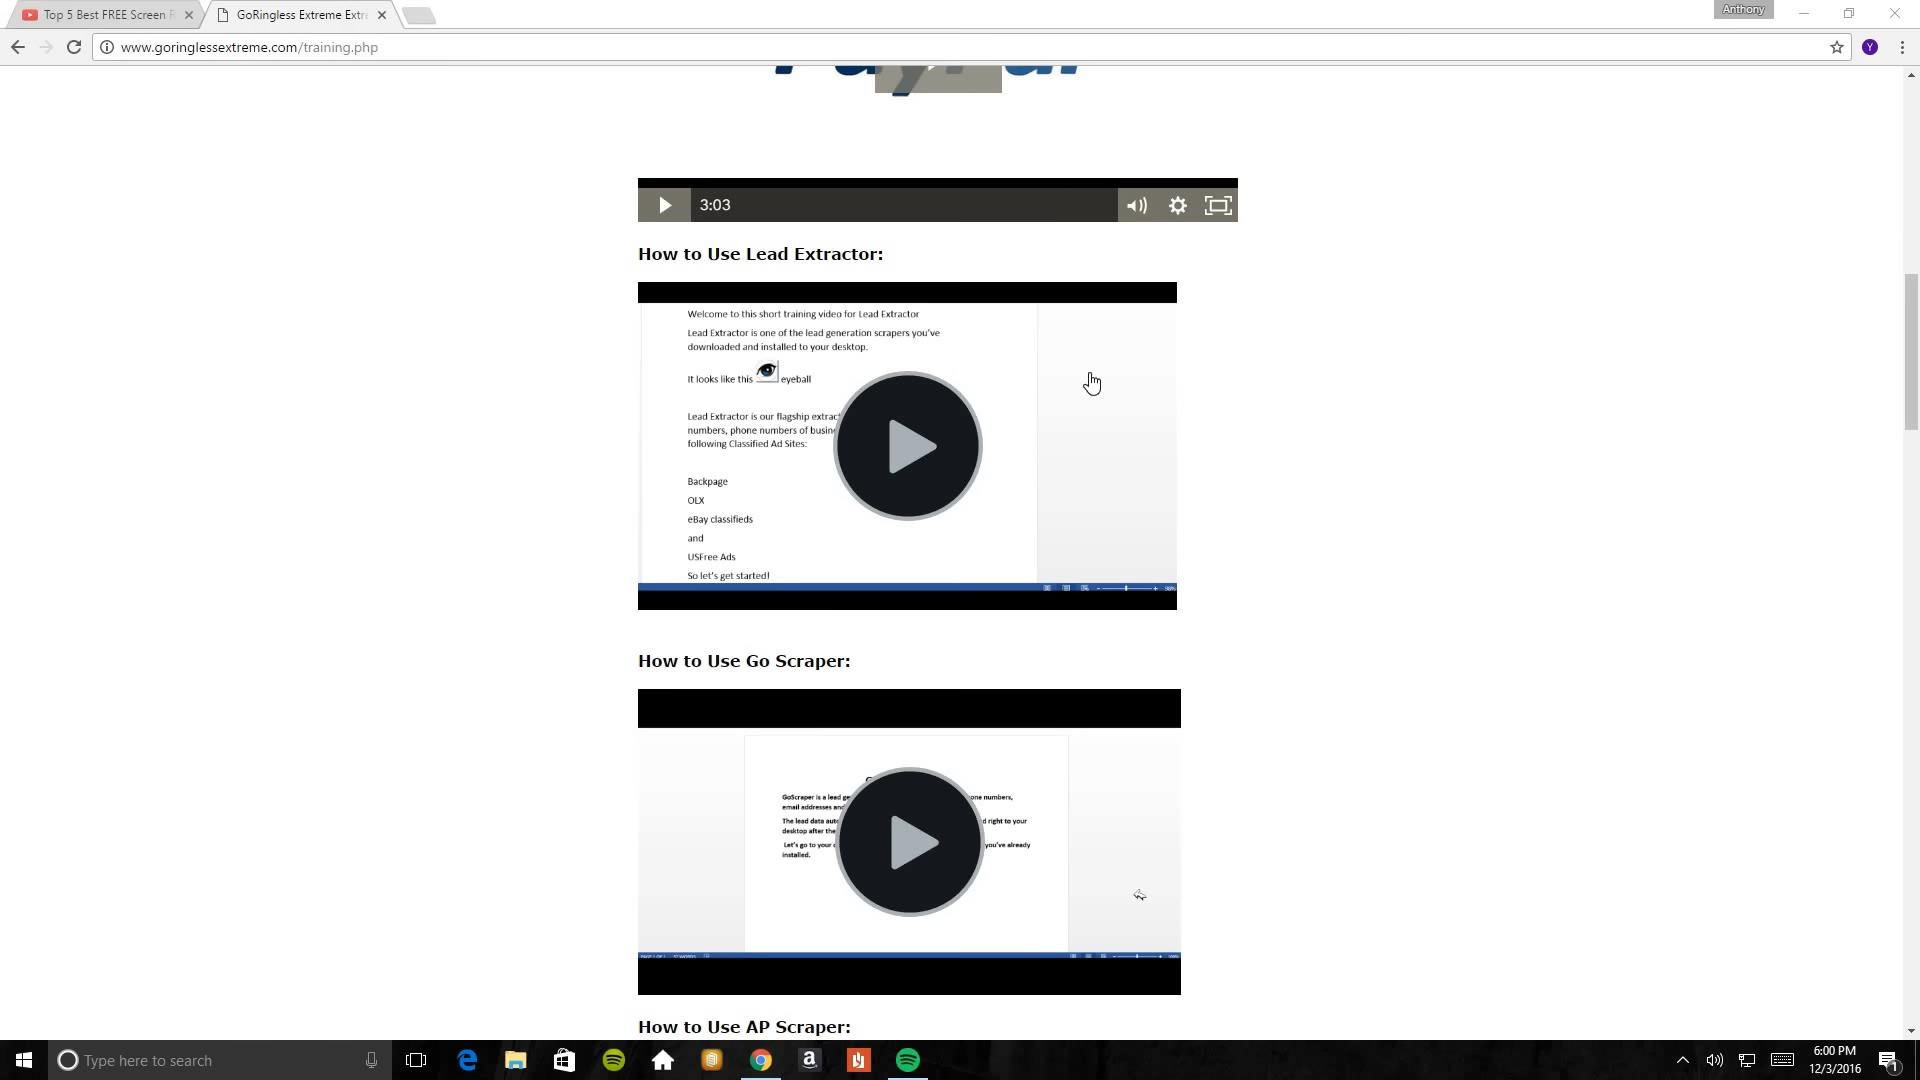 Top 5 Best FREE Screen R
GoRingless Extreme Extr
Anthony
www.goringlessextreme.com/training.php
Y
3:03
How to Use Lead Extractor:
Welcome to this short training video for Lead Extractor
Lead Extractor is one of the lead generation scrapers you've
downloaded and installed to your desktop.
It looks like this eyeball
Lead Extractor is our flagship extrac
numbers, phone numbers of busin
following Classified Ad Sites:
Backpage
OLX
eBay classifieds
and
USFree Ads
So let's get started!
How to Use Go Scraper:
GoScraper is a lead ge one numbers,
email addresses and
The lead data auto d right to your
desktop after the
Let's go to your you've already
installed.
How to Use AP Scraper:
Type here to search
6:00 PM
12/3/2016
1